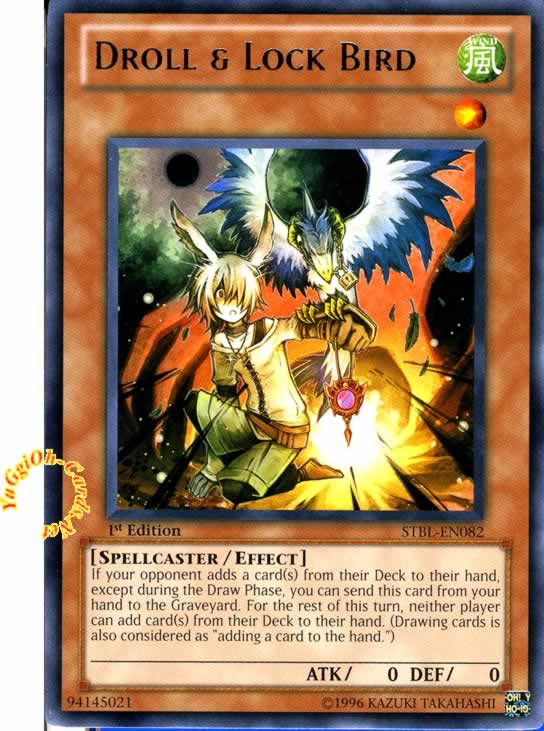 DROLL & LOCK BIRD
WIND
風
1st Edition
STBL-EN082
[SPELLCASTER / EFFECT]
If your opponent adds a card(s) from their Deck to their hand,
except during the Draw Phase, you can send this card from your
hand to the Graveyard. For the rest of this turn, neither player
can add card(s) from their Deck to their hand. (Drawing cards is
also considered as "adding a card to the hand.")
ATK / 0 DEF / 0
94145021
©1996 KAZUKI TAKAHASHI
YuGgiOh-Cards.Net